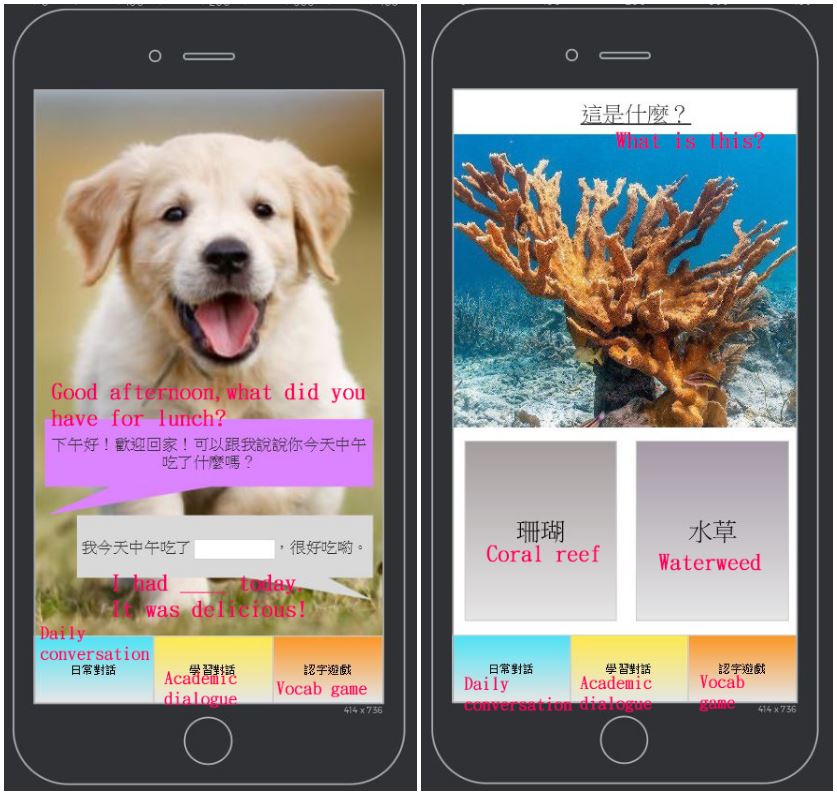 Good afternoon,what did you
have for lunch?
下午好！歡迎回家！可以跟我說說你今天中午
吃了什麼嗎？
我今天中午吃了 ，很好吃喲。
I had ____ today.
It was delicious!
Daily
conversation
日常對話
學習對話
Academic
dialogue
認字遊戲
Vocab game
414 x 736
這是什麼？
What is this?
珊瑚
Coral reef
水草
Waterweed
日常對話
Daily
conversation
學習對話
Academic
dialogue
認字遊戲
Vocab
game
414 x 736